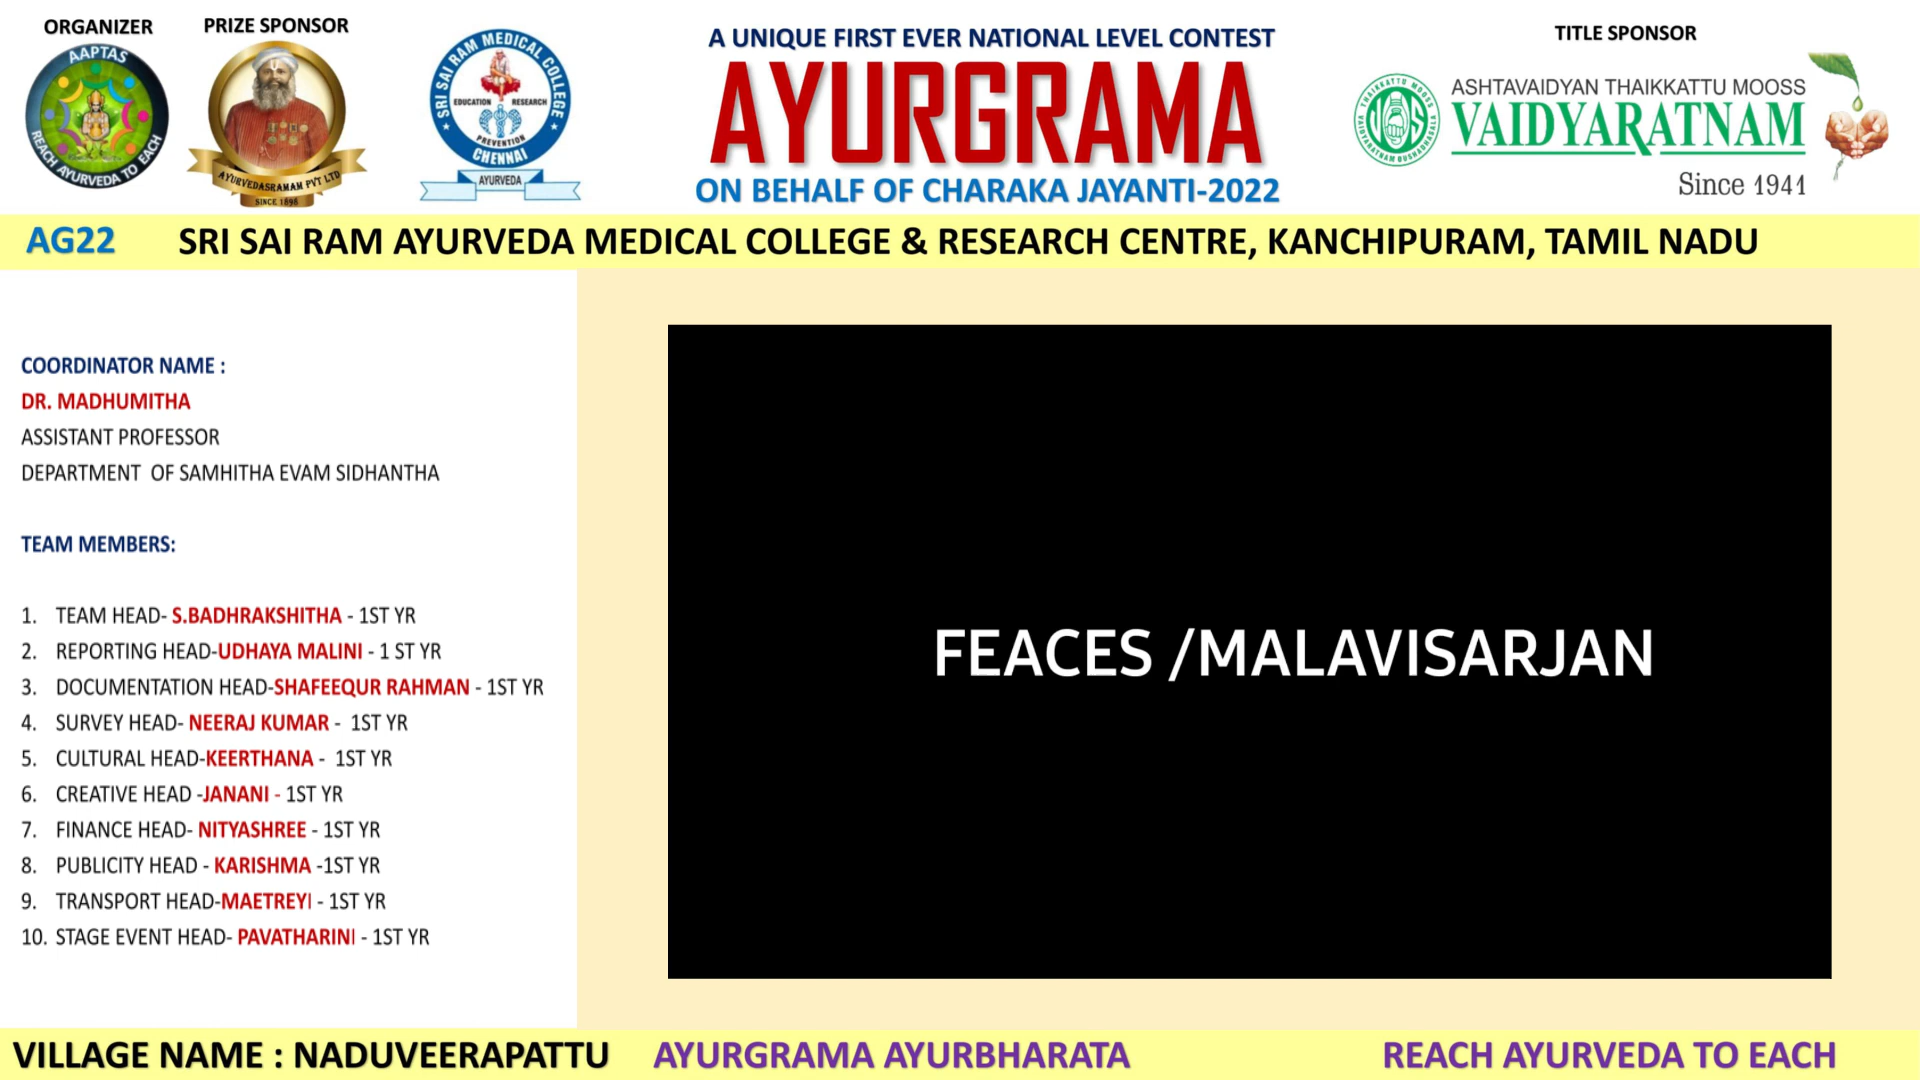 ORGANIZER
AAPTAS
REACH AYURVEDA TO EACH
PRIZE SPONSOR
AYURVEDASRAMAM PVT LTD
SINCE 1898
SRI SAI RAM MEDICAL COLLEGE
EDUCATION RESEARCH
PREVENTION
CHENNAI
AYURVEDA
A UNIQUE FIRST EVER NATIONAL LEVEL CONTEST
AYURGRAMA
ON BEHALF OF CHARAKA JAYANTI-2022
TITLE SPONSOR
THAIKKATTU MOOSS
VAIDYARATNAM OUSHADHASALA
ASHTAVAIDYAN THAIKKATTU MOOSS
VAIDYARATNAM
Since 1941
AG22 SRI SAI RAM AYURVEDA MEDICAL COLLEGE & RESEARCH CENTRE, KANCHIPURAM, TAMIL NADU
COORDINATOR NAME :
DR. MADHUMITHA
ASSISTANT PROFESSOR
DEPARTMENT OF SAMHITHA EVAM SIDHANTHA
TEAM MEMBERS:
1. TEAM HEAD- S.BADHRAKSHITHA - 1ST YR
2. REPORTING HEAD-UDHAYA MALINI - 1 ST YR
3. DOCUMENTATION HEAD-SHAFEEQUR RAHMAN - 1ST YR
4. SURVEY HEAD- NEERAJ KUMAR - 1ST YR
5. CULTURAL HEAD-KEERTHANA - 1ST YR
6. CREATIVE HEAD -JANANI - 1ST YR
7. FINANCE HEAD- NITYASHREE - 1ST YR
8. PUBLICITY HEAD - KARISHMA -1ST YR
9. TRANSPORT HEAD-MAETREYI - 1ST YR
10. STAGE EVENT HEAD- PAVATHARINI - 1ST YR
FEACES /MALAVISARJAN
VILLAGE NAME : NADUVEERAPATTU AYURGRAMA AYURBHARATA REACH AYURVEDA TO EACH